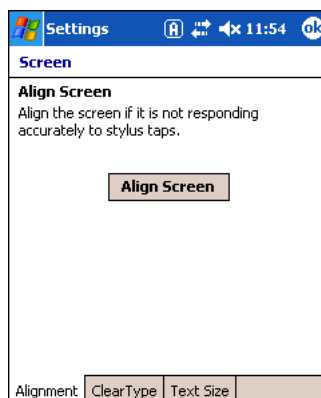 Settings A 11:54 ok
Screen
Align Screen
Align the screen if it is not responding
accurately to stylus taps.
Align Screen
Alignment ClearType Text Size